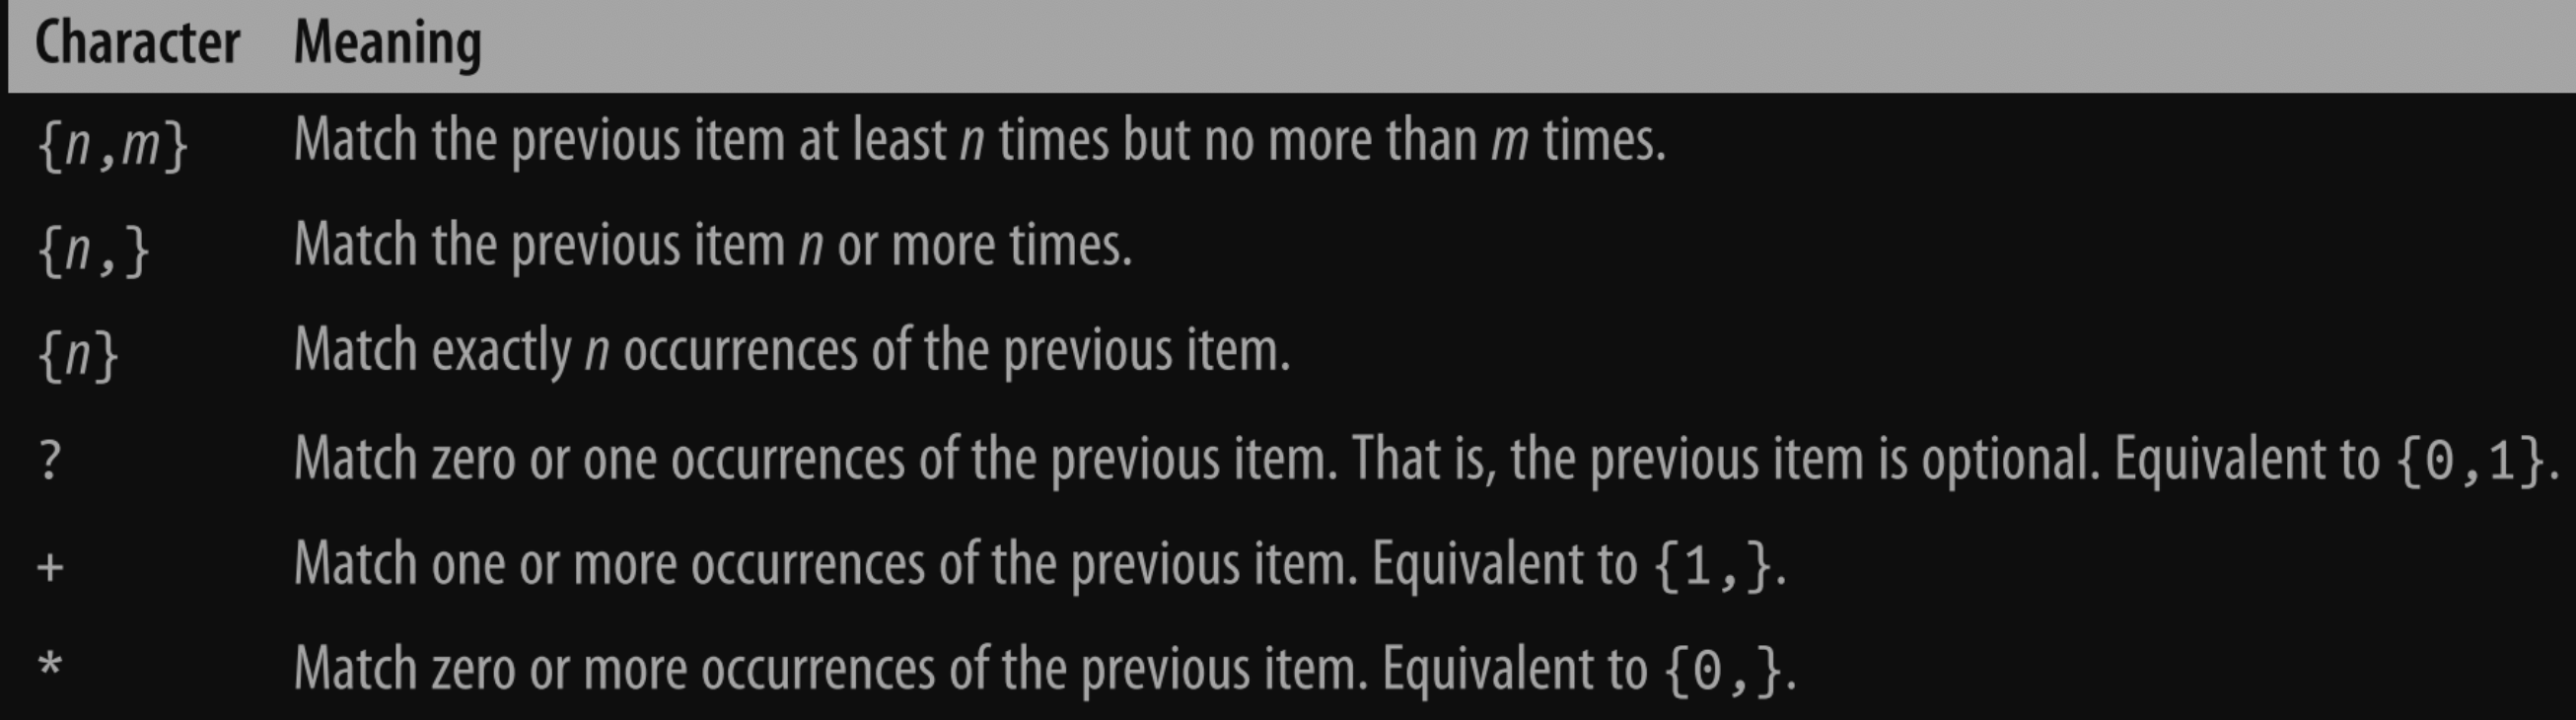 Character Meaning
{n,m} Match the previous item at least n times but no more than m times.
{n,} Match the previous item n or more times.
{n} Match exactly n occurrences of the previous item.
? Match zero or one occurrences of the previous item. That is, the previous item is optional. Equivalent to {0,1}.
+ Match one or more occurrences of the previous item. Equivalent to {1,}.
* Match zero or more occurrences of the previous item. Equivalent to {0,}.